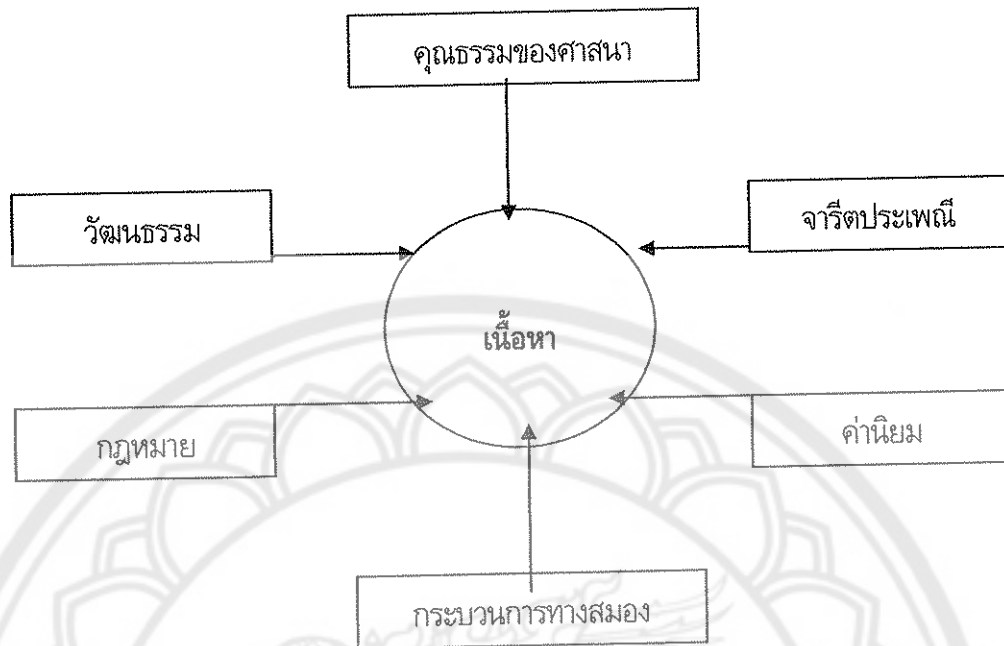 คุณธรรมของศาสนา
วัฒนธรรม
จารีตประเพณี
เนื้อหา
กฎหมาย
ค่านิยม
กระบวนการทางสมอง